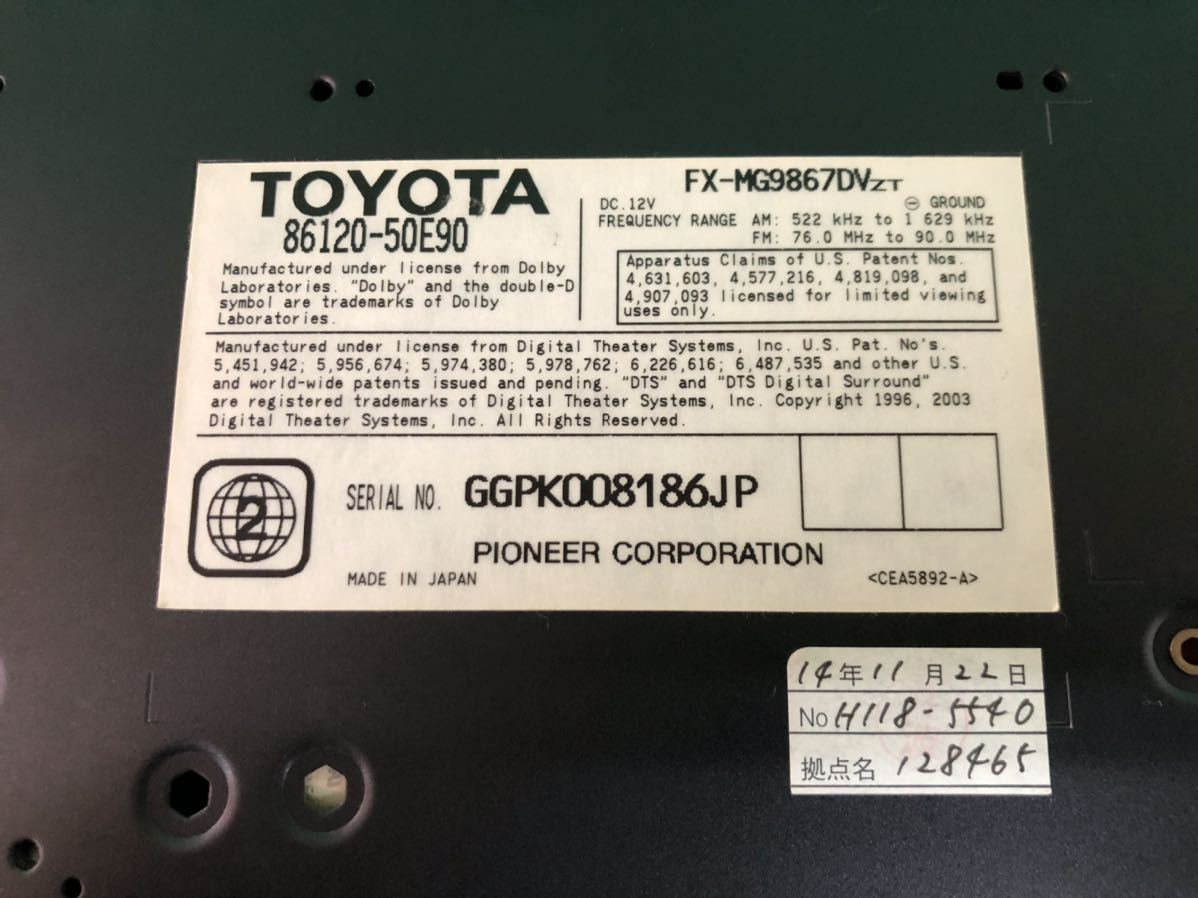 TOYOTA
86120-50E90
Manufactured under license from Dolby
Laboratories. "Dolby" and the double-D
symbol are trademarks of Dolby
Laboratories.
FX-MG9867DVZT
DC.12V ⊖ GROUND
FREQUENCY RANGE AM: 522 kHz to 1 629 kHz
FM: 76.0 MHz to 90.0 MHz
Apparatus Claims of U.S. Patent Nos.
4,631,603, 4,577,216, 4,819,098, and
4,907,093 licensed for limited viewing
uses only.
Manufactured under license from Digital Theater Systems, Inc. U.S. Pat. No's.
5,451,942; 5,956,674; 5,974,380; 5,978,762; 6,226,616; 6,487,535 and other U.S.
and world-wide patents issued and pending. "DTS" and "DTS Digital Surround"
are registered trademarks of Digital Theater Systems, Inc. Copyright 1996, 2003
Digital Theater Systems, Inc. All Rights Reserved.
2
SERIAL NO. GGPK008186JP
PIONEER CORPORATION
MADE IN JAPAN <CEA5892-A>
14年11月22日
No H118-5540
拠点名 128465